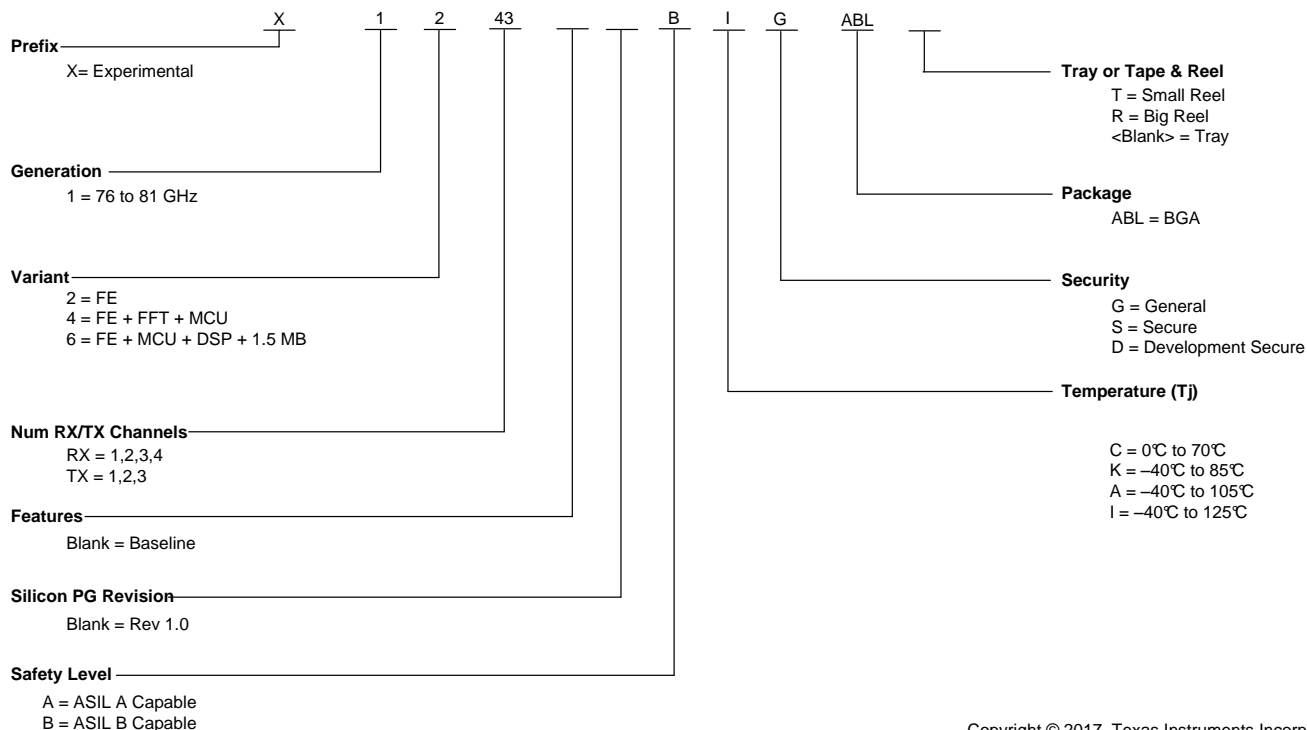 X 1 2 43 B I G ABL
Prefix
X= Experimental
Generation
1 = 76 to 81 GHz
Variant
2 = FE
4 = FE + FFT + MCU
6 = FE + MCU + DSP + 1.5 MB
Num RX/TX Channels
RX = 1,2,3,4
TX = 1,2,3
Features
Blank = Baseline
Silicon PG Revision
Blank = Rev 1.0
Safety Level
A = ASIL A Capable
B = ASIL B Capable
Tray or Tape & Reel
T = Small Reel
R = Big Reel
<Blank> = Tray
Package
ABL = BGA
Security
G = General
S = Secure
D = Development Secure
Temperature (Tj)
C = 0°C to 70°C
K = –40°C to 85°C
A = –40°C to 105°C
I = –40°C to 125°C
Copyright © 2017, Texas Instruments Incorp